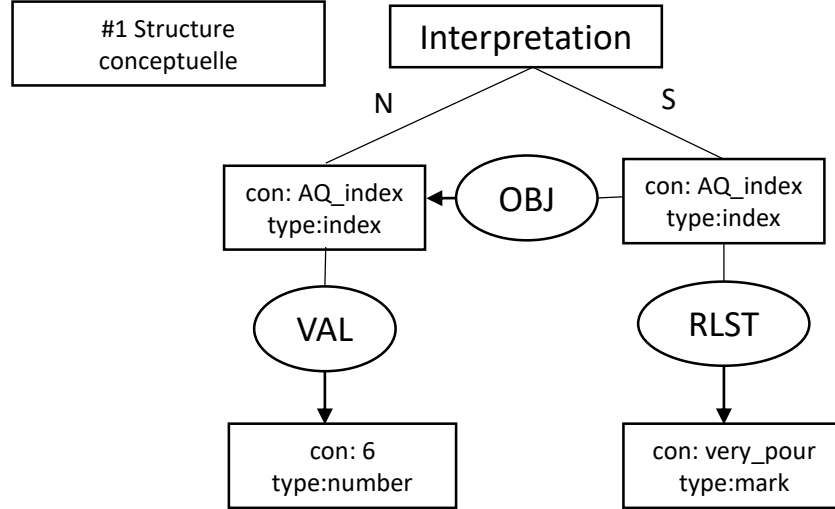 #1 Structure
conceptuelle
Interpretation
N
S
con: AQ_index
type:index
OBJ
con: AQ_index
type:index
VAL
RLST
con: 6
type:number
con: very_pour
type:mark